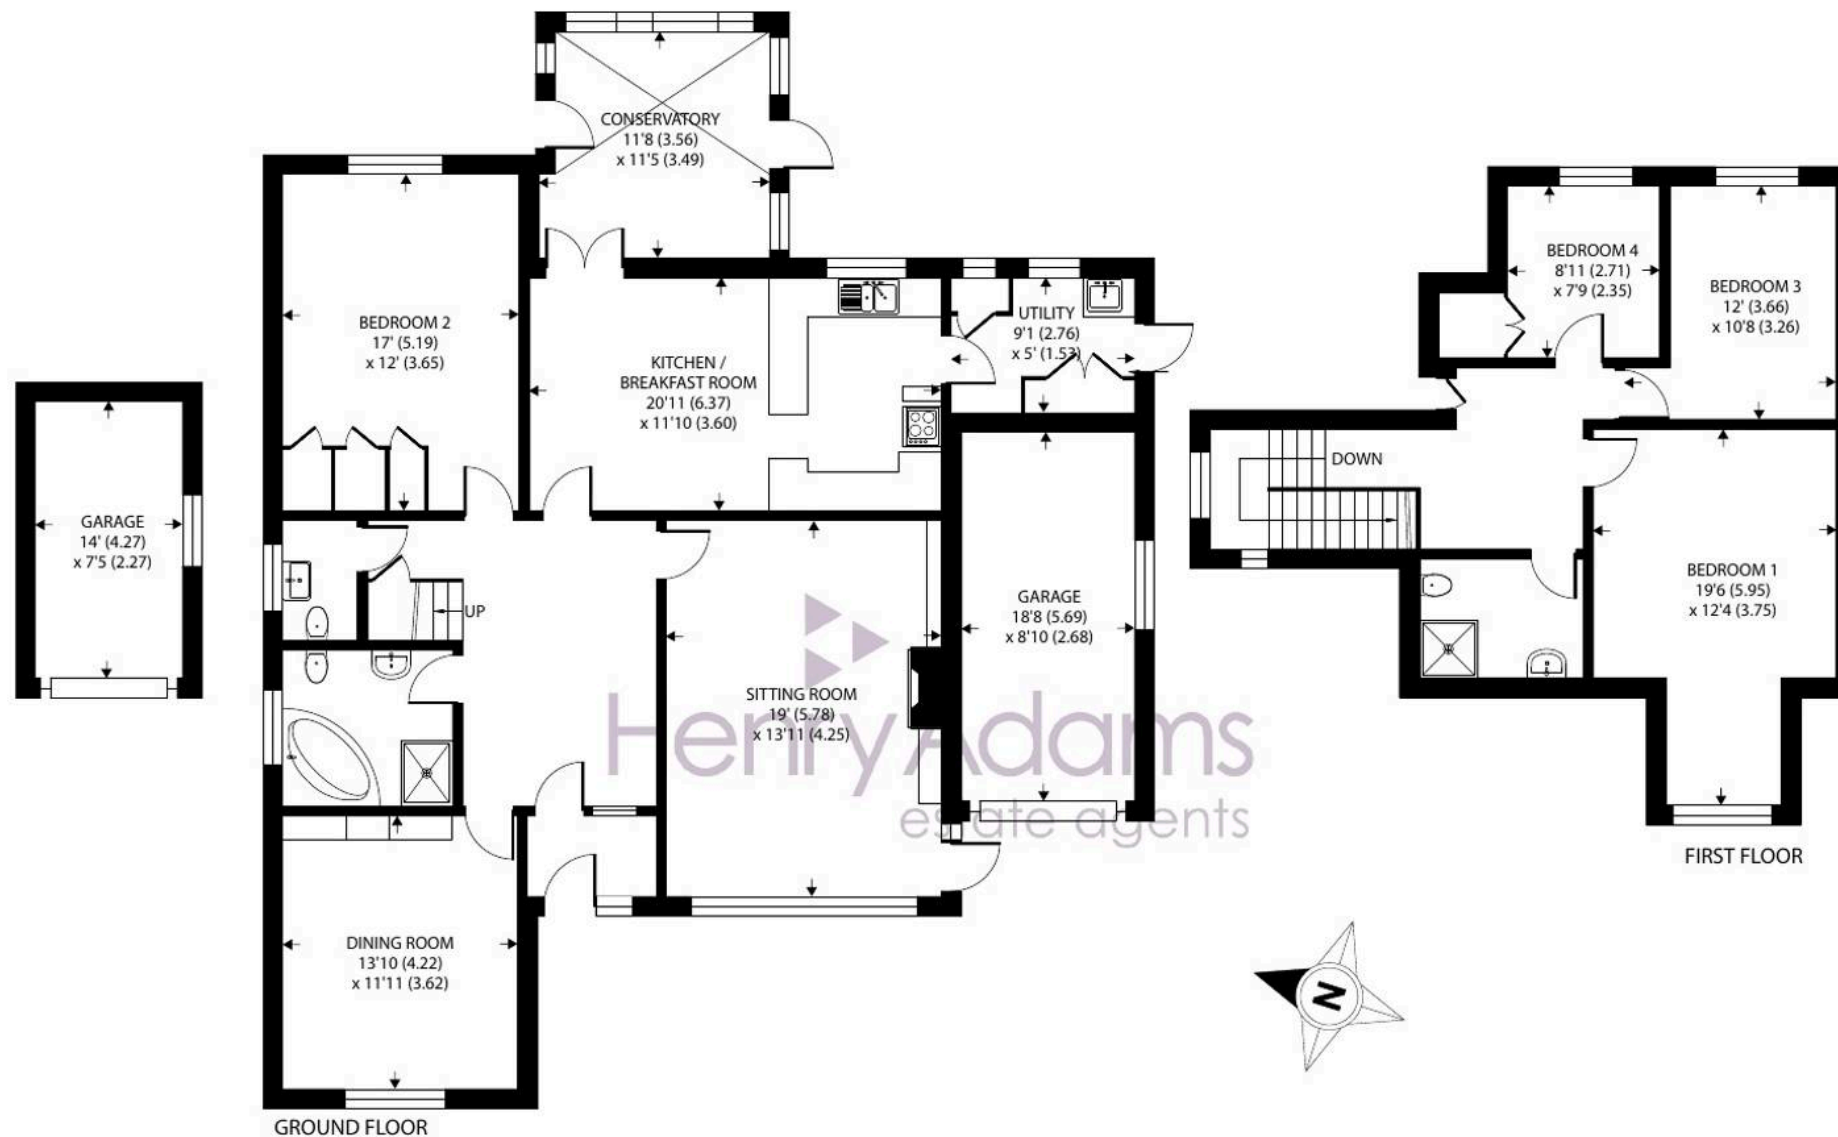 CONSERVATORY
11'8 (3.56)
x 11'5 (3.49)
BEDROOM 2
17' (5.19)
x 12' (3.65)
KITCHEN /
BREAKFAST ROOM
20'11 (6.37)
x 11'10 (3.60)
UTILITY
9'1 (2.76)
x 5' (1.53)
GARAGE
14' (4.27)
x 7'5 (2.27)
UP
SITTING ROOM
19' (5.78)
x 13'11 (4.25)
GARAGE
18'8 (5.69)
x 8'10 (2.68)
DINING ROOM
13'10 (4.22)
x 11'11 (3.62)
GROUND FLOOR
BEDROOM 4
8'11 (2.71)
x 7'9 (2.35)
BEDROOM 3
12' (3.66)
x 10'8 (3.26)
DOWN
BEDROOM 1
19'6 (5.95)
x 12'4 (3.75)
FIRST FLOOR
Henry Adams
estate agents
N